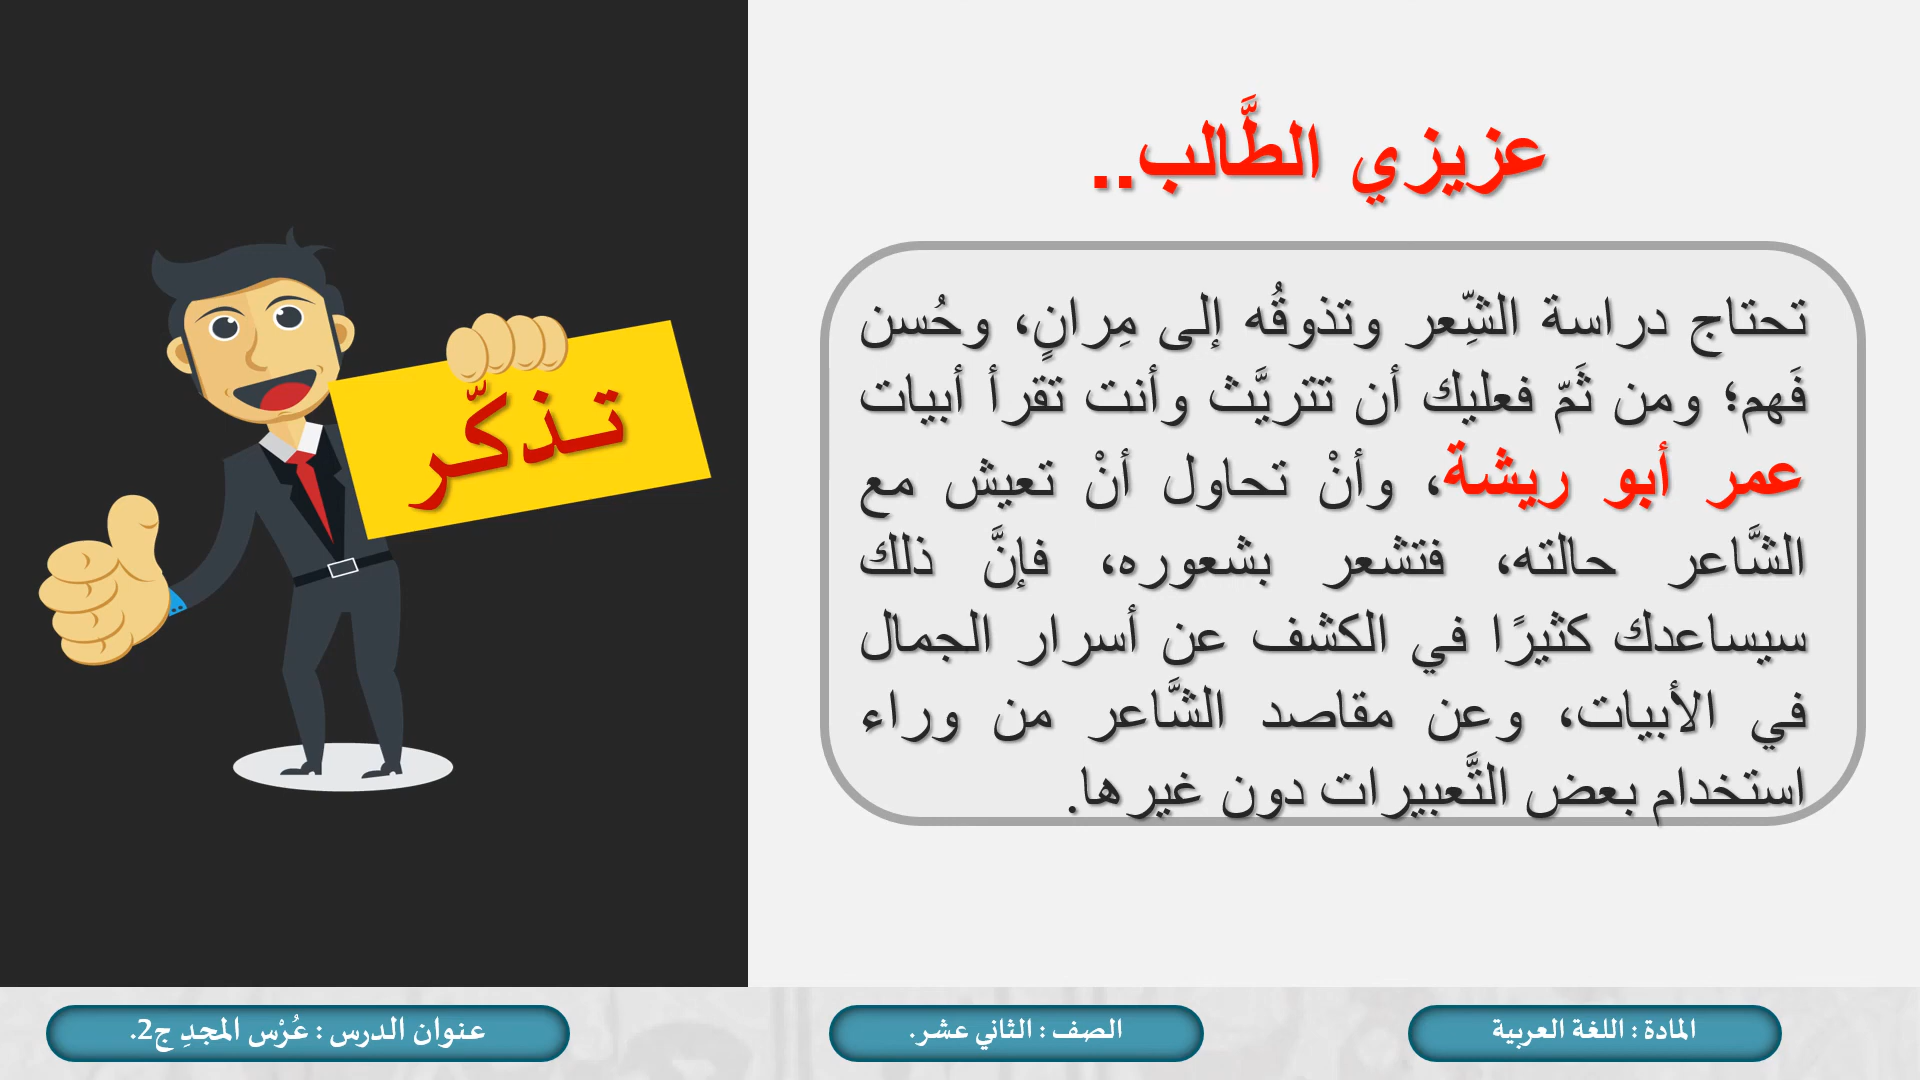 عزيزي الطَّالب..
تحتاج دراسة الشِّعر وتذوقُه إلى مِرانٍ، وحُسن
فَهم؛ ومن ثَمّ فعليك أن تتريَّث وأنت تقرأ أبيات
عمر أبو ريشة، وأنْ تحاول أنْ تعيش مع
الشَّاعر حالته، فتشعر بشعوره، فإنَّ ذلك
سيساعدك كثيرًا في الكشف عن أسرار الجمال
في الأبيات، وعن مقاصد الشَّاعر من وراء
استخدام بعض التَّعبيرات دون غيرها.
تـذكّـر
المادة : اللغة العربية
الصف : الثاني عشر.
عنوان الدرس : عُرْس المجدِ ج2.